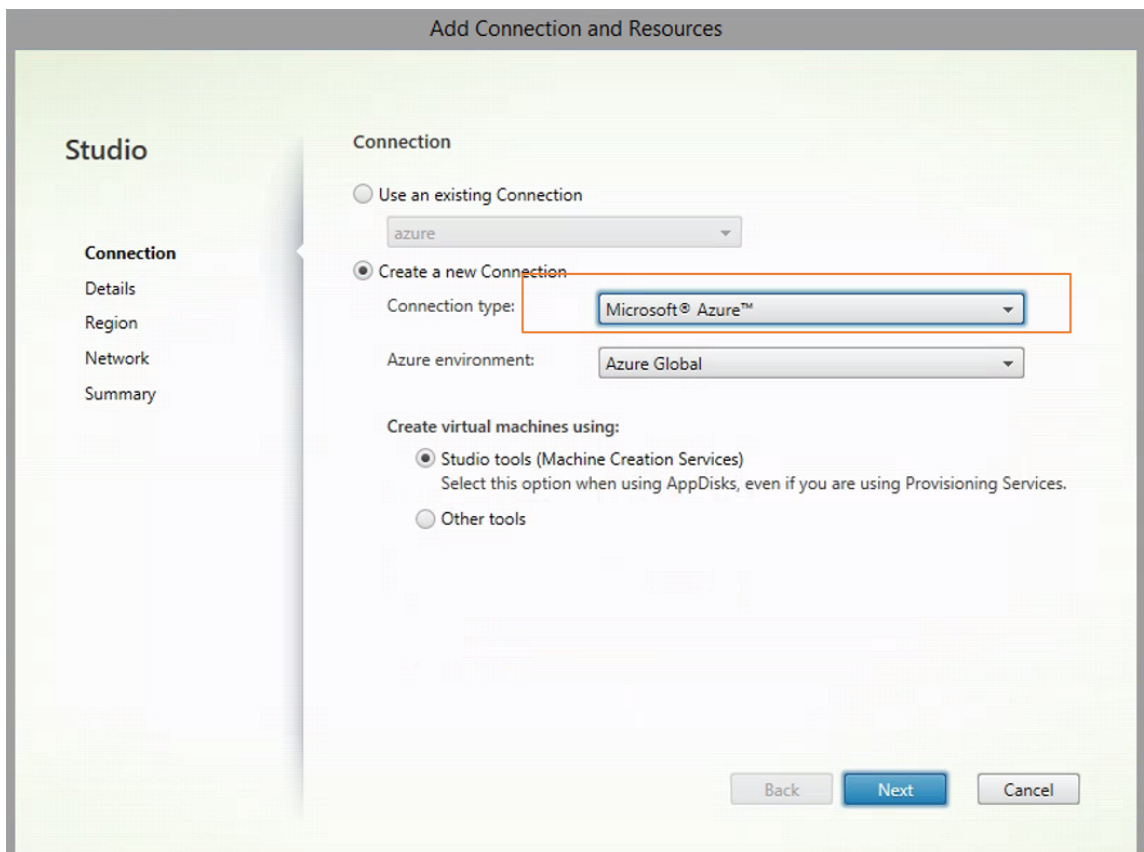 Add Connection and Resources
Studio
Connection
Details
Region
Network
Summary
Connection
Use an existing Connection
azure
Create a new Connection
Connection type:
Microsoft® Azure™
Azure environment:
Azure Global
Create virtual machines using:
Studio tools (Machine Creation Services)
Select this option when using AppDisks, even if you are using Provisioning Services.
Other tools
Back
Next
Cancel